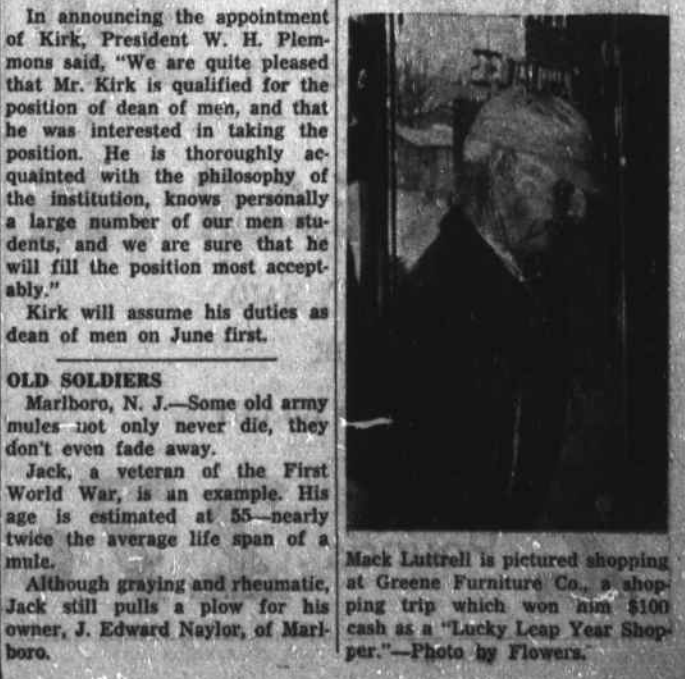 In announcing the appointment
of Kirk, President W. H. Plem-
mons said, "We are quite pleased
that Mr. Kirk is qualified for the
position of dean of men, and that
he was interested in taking the
position. He is thoroughly ac-
quainted with the philosophy of
the institution, knows personally
a large number of our men stu-
dents, and we are sure that he
will fill the position most accept-
ably."
Kirk will assume his duties as
dean of men on June first.
OLD SOLDIERS
Marlboro, N. J.—Some old army
mules not only never die, they
don't even fade away.
Jack, a veteran of the First
World War, is an example. His
age is estimated at 55—nearly
twice the average life span of a
mule.
Although graying and rheumatic,
Jack still pulls a plow for his
owner, J. Edward Naylor, of Marl-
boro.
Mack Luttrell is pictured shopping
at Greene Furniture Co., a shop-
ping trip which won him $100
cash as a "Lucky Leap Year Shop-
per."—Photo by Flowers.